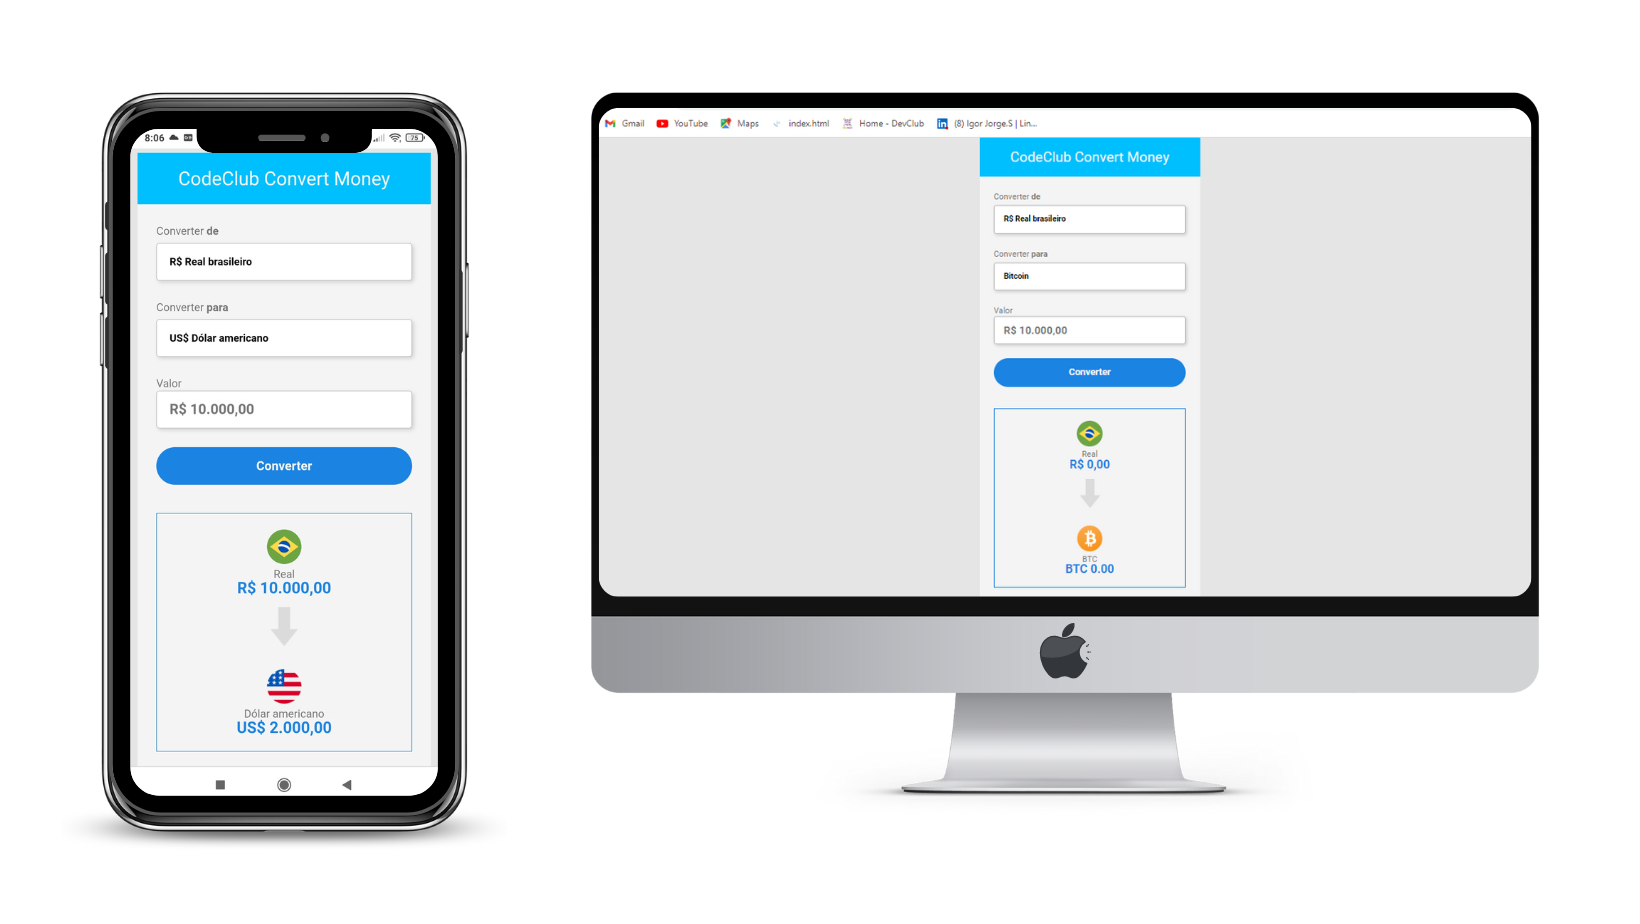 8:06
75
CodeClub Convert Money
Converter de
R$ Real brasileiro
Converter para
US$ Dólar americano
Valor
R$ 10.000,00
Converter
Real
R$ 10.000,00
Dólar americano
US$ 2.000,00
Gmail YouTube Maps index.html Home - DevClub (8) Igor Jorge.S | Lin...
CodeClub Convert Money
Converter de
R$ Real brasileiro
Converter para
Bitcoin
Valor
R$ 10.000,00
Converter
Real
R$ 0,00
BTC
BTC 0.00